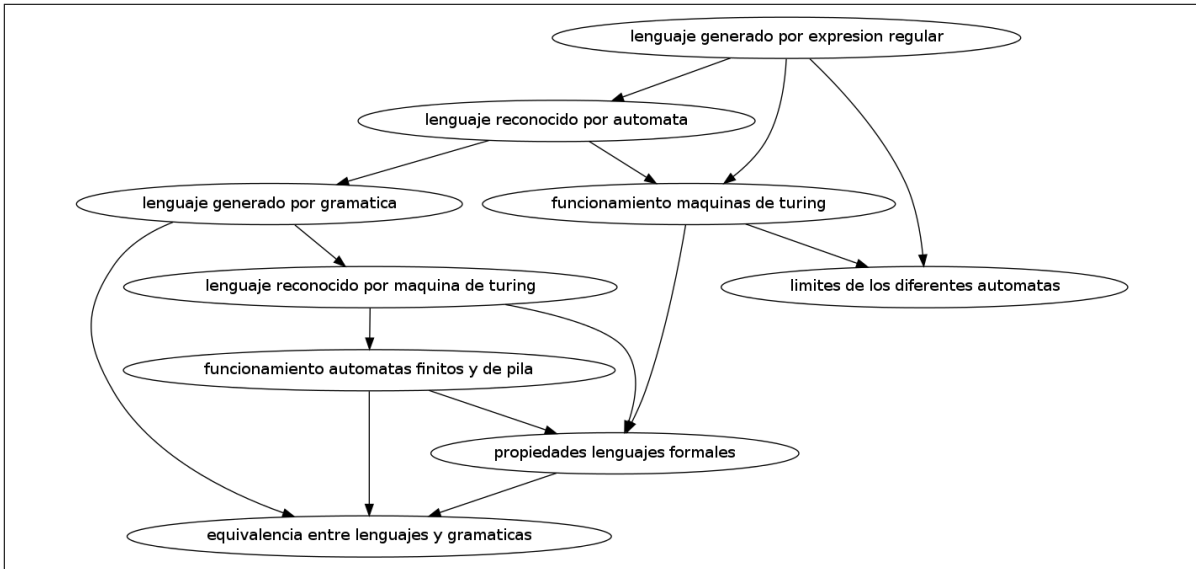 lenguaje generado por expresion regular
lenguaje reconocido por automata
lenguaje generado por gramatica
funcionamiento maquinas de turing
lenguaje reconocido por maquina de turing
limites de los diferentes automatas
funcionamiento automatas finitos y de pila
propiedades lenguajes formales
equivalencia entre lenguajes y gramaticas